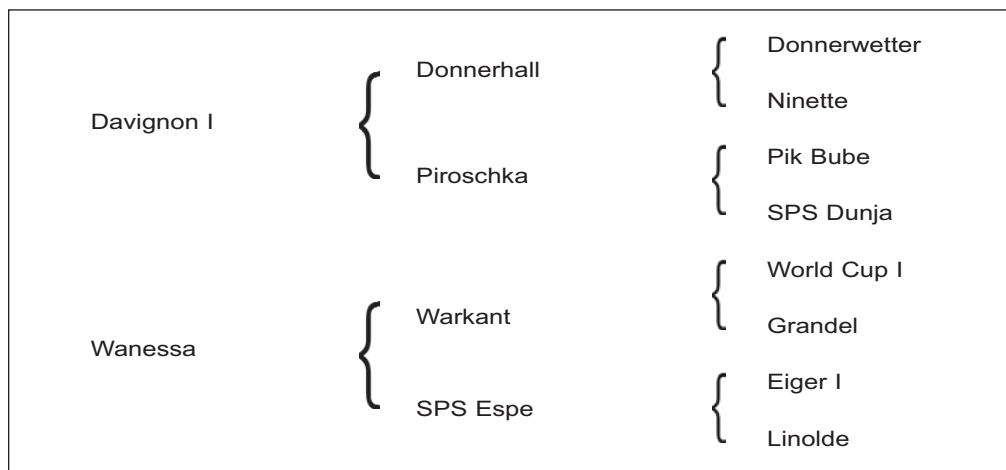 Davignon I
Donnerhall
Donnerwetter
Ninette
Piroschka
Pik Bube
SPS Dunja
Wanessa
Warkant
World Cup I
Grandel
SPS Espe
Eiger I
Linolde